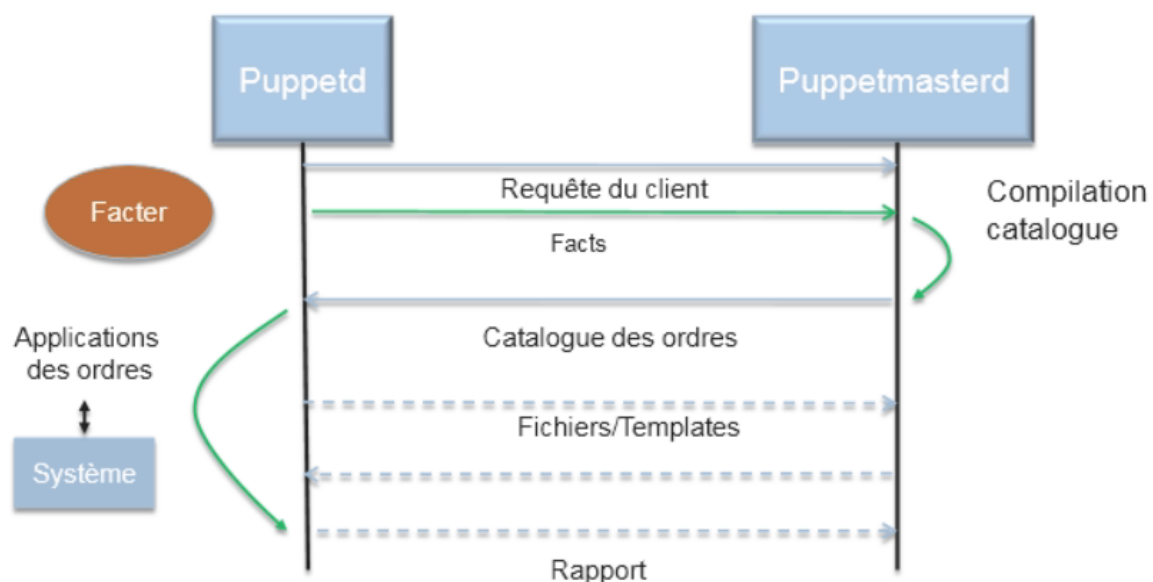 Puppetd
Puppetmasterd
Requête du client
Facter
Compilation
catalogue
Facts
Applications
des ordres
Catalogue des ordres
Fichiers/Templates
Système
Rapport